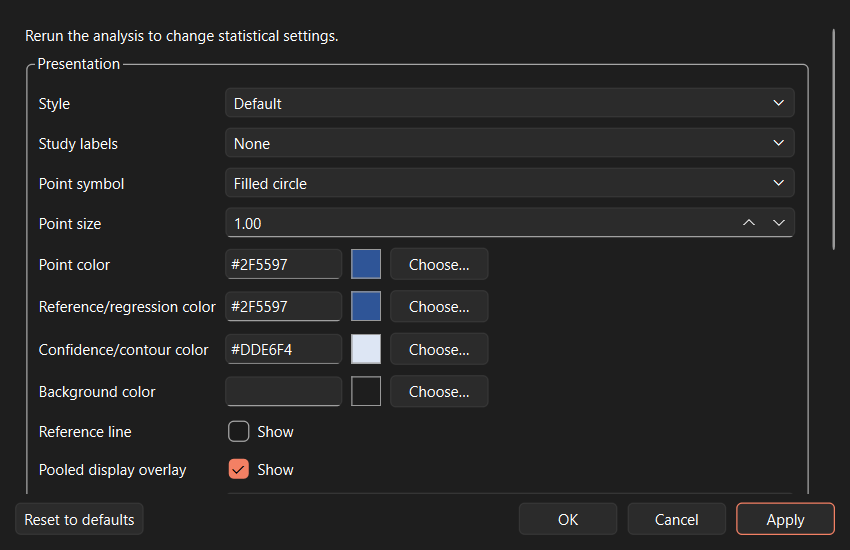 Rerun the analysis to change statistical settings.
Presentation
Style Default
Study labels None
Point symbol Filled circle
Point size 1.00
Point color #2F5597 Choose...
Reference/regression color #2F5597 Choose...
Confidence/contour color #DDE6F4 Choose...
Background color Choose...
Reference line Show
Pooled display overlay Show
Reset to defaults OK Cancel Apply